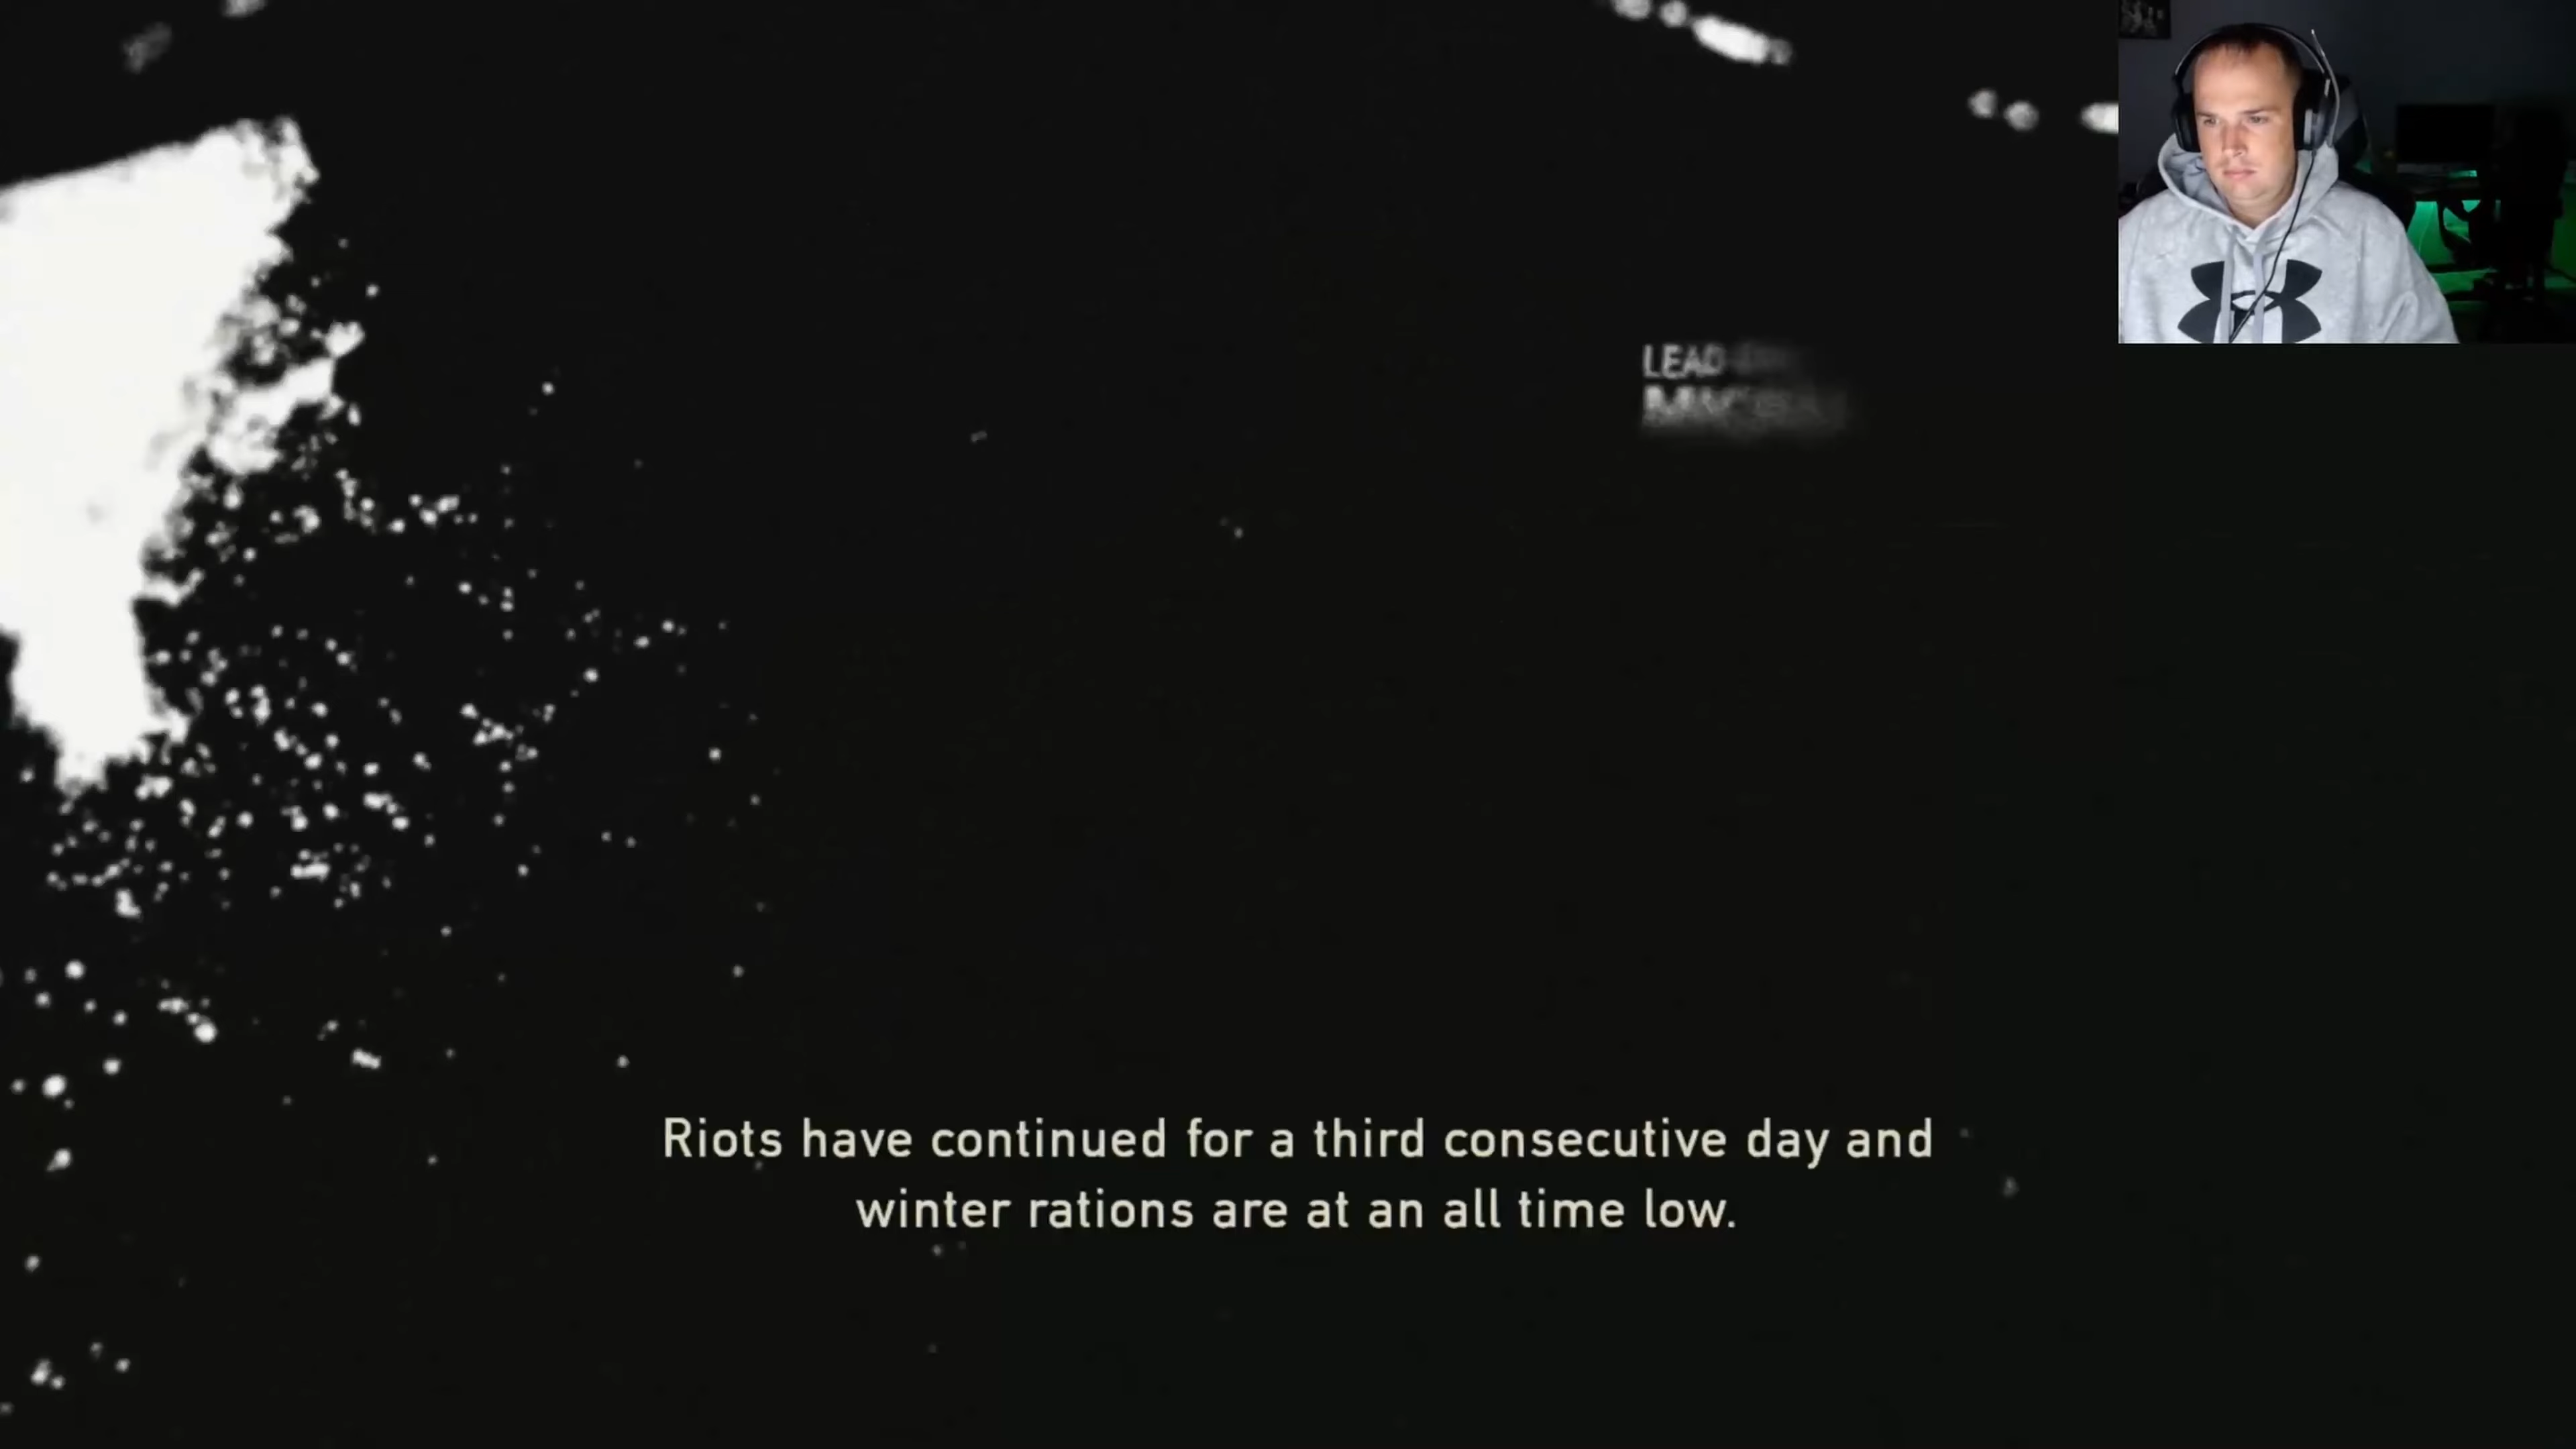 LEAD
Riots have continued for a third consecutive day and
winter rations are at an all time low.